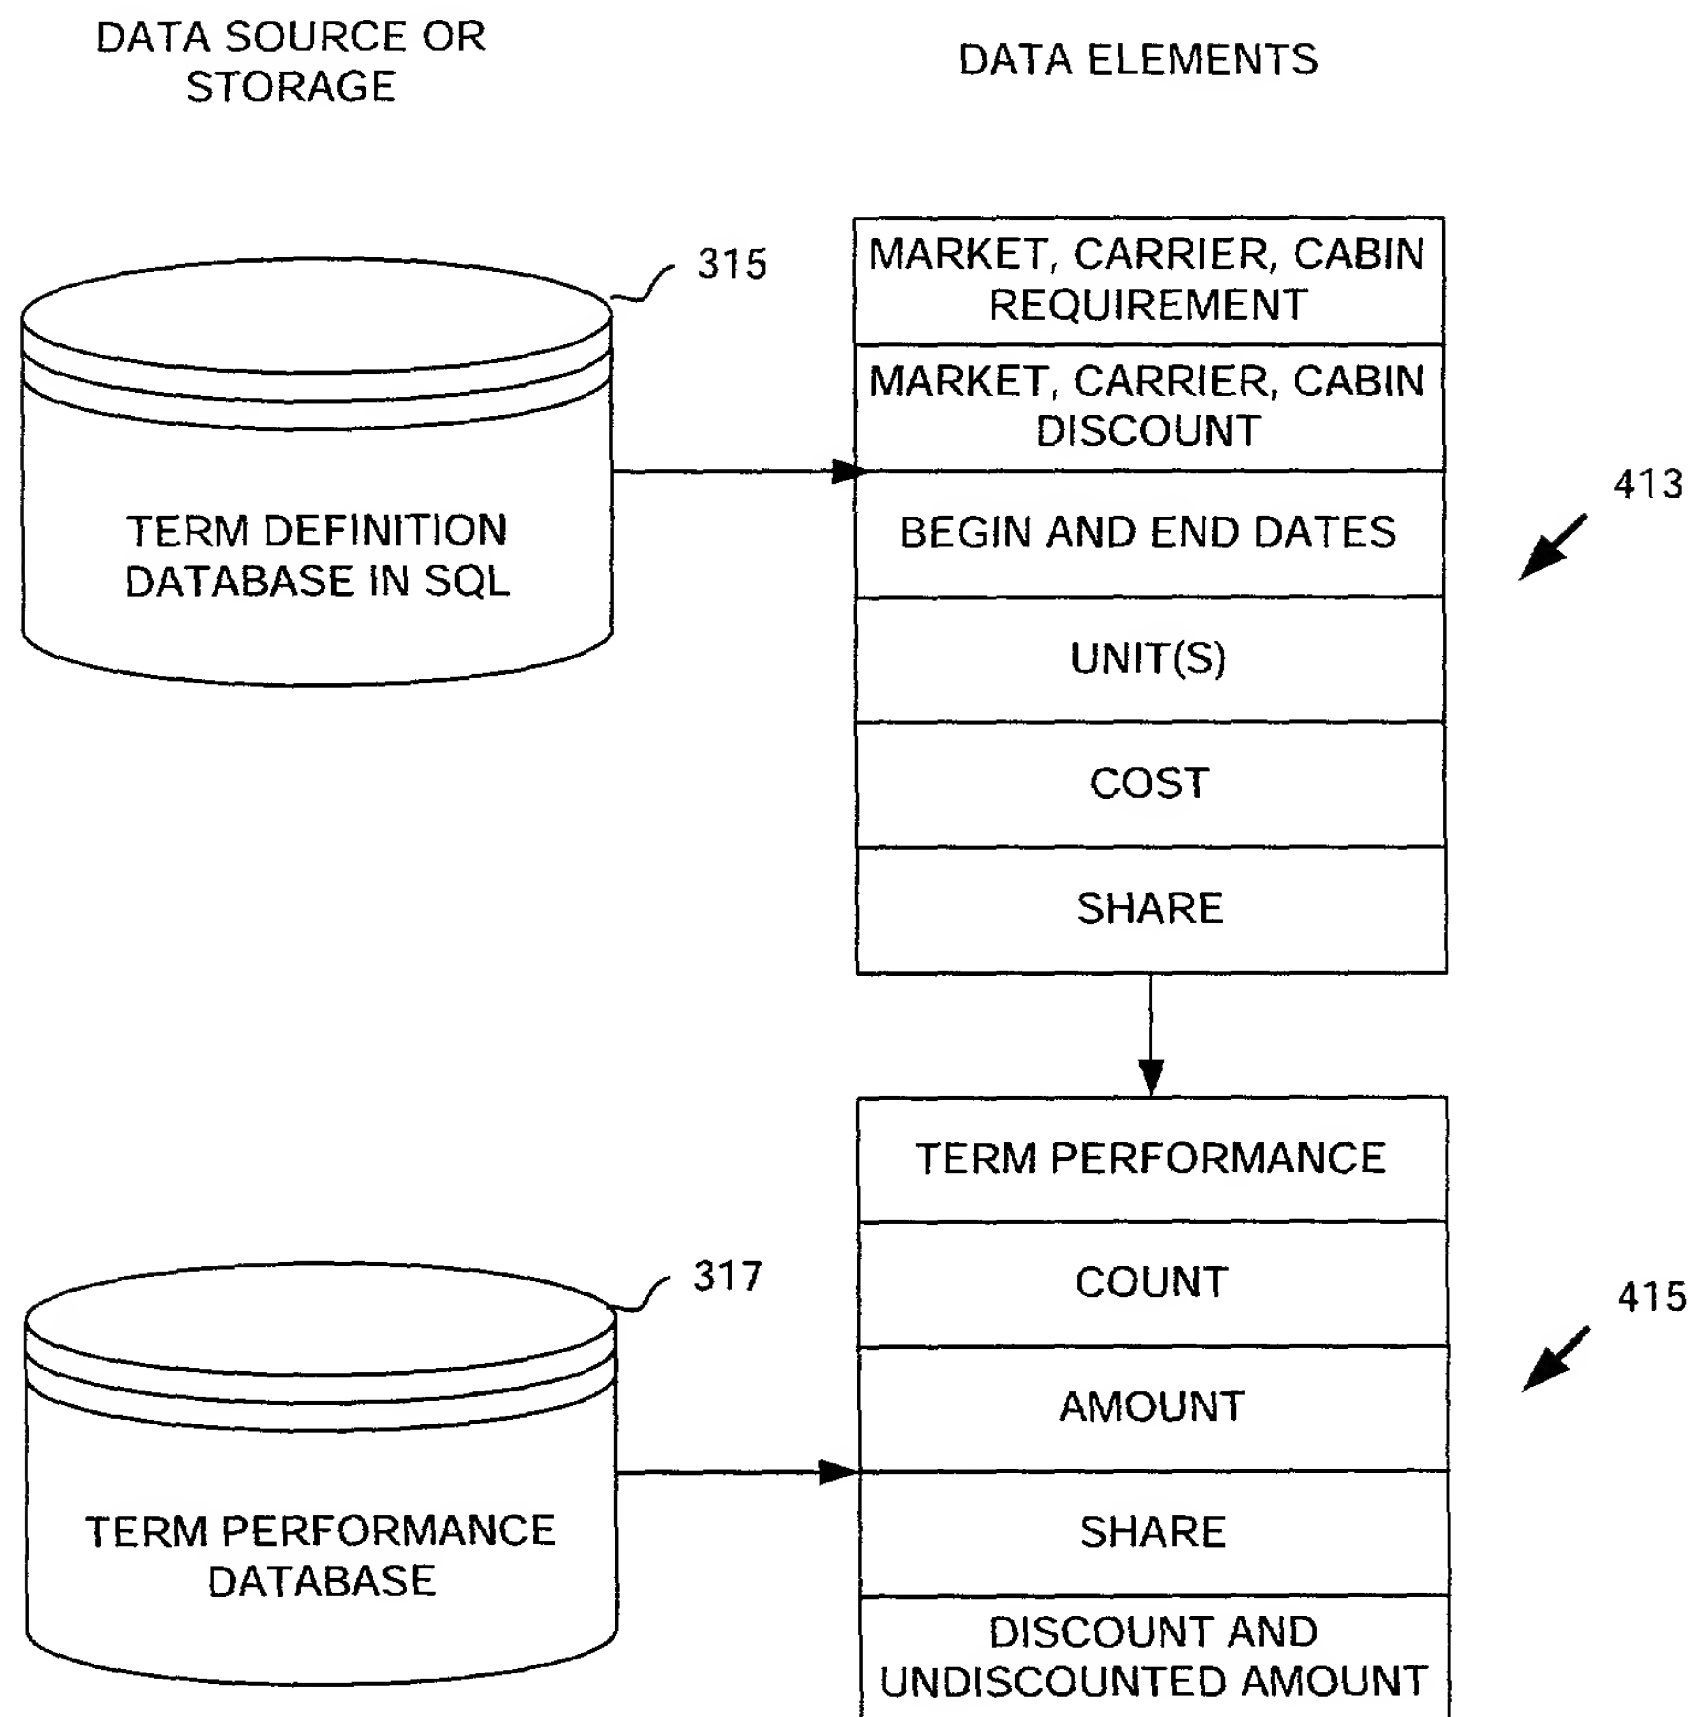 DATA SOURCE OR
STORAGE
DATA ELEMENTS
315
TERM DEFINITION
DATABASE IN SQL
MARKET, CARRIER, CABIN
REQUIREMENT
MARKET, CARRIER, CABIN
DISCOUNT
BEGIN AND END DATES
UNIT(S)
COST
SHARE
413
317
TERM PERFORMANCE
DATABASE
TERM PERFORMANCE
COUNT
AMOUNT
SHARE
DISCOUNT AND
UNDISCOUNTED AMOUNT
415